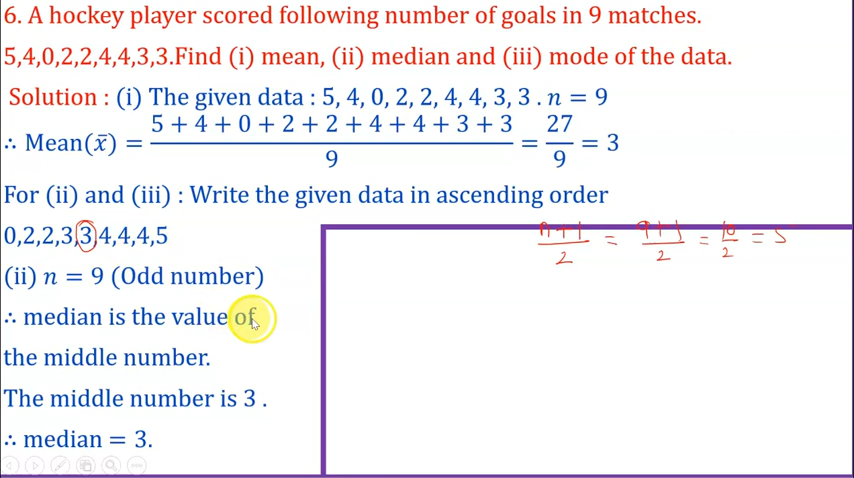 6. A hockey player scored following number of goals in 9 matches.
5,4,0,2,2,4,4,3,3.Find (i) mean, (ii) median and (iii) mode of the data.
Solution : (i) The given data : 5, 4, 0, 2, 2, 4, 4, 3, 3 . n = 9
∴ Mean(x̄) = (5 + 4 + 0 + 2 + 2 + 4 + 4 + 3 + 3)/9 = 27/9 = 3
For (ii) and (iii) : Write the given data in ascending order
0,2,2,3,3,4,4,4,5
(n+1)/2 = (9+1)/2 = 10/2 = 5
(ii) n = 9 (Odd number)
∴ median is the value of
the middle number.
The middle number is 3 .
∴ median = 3.